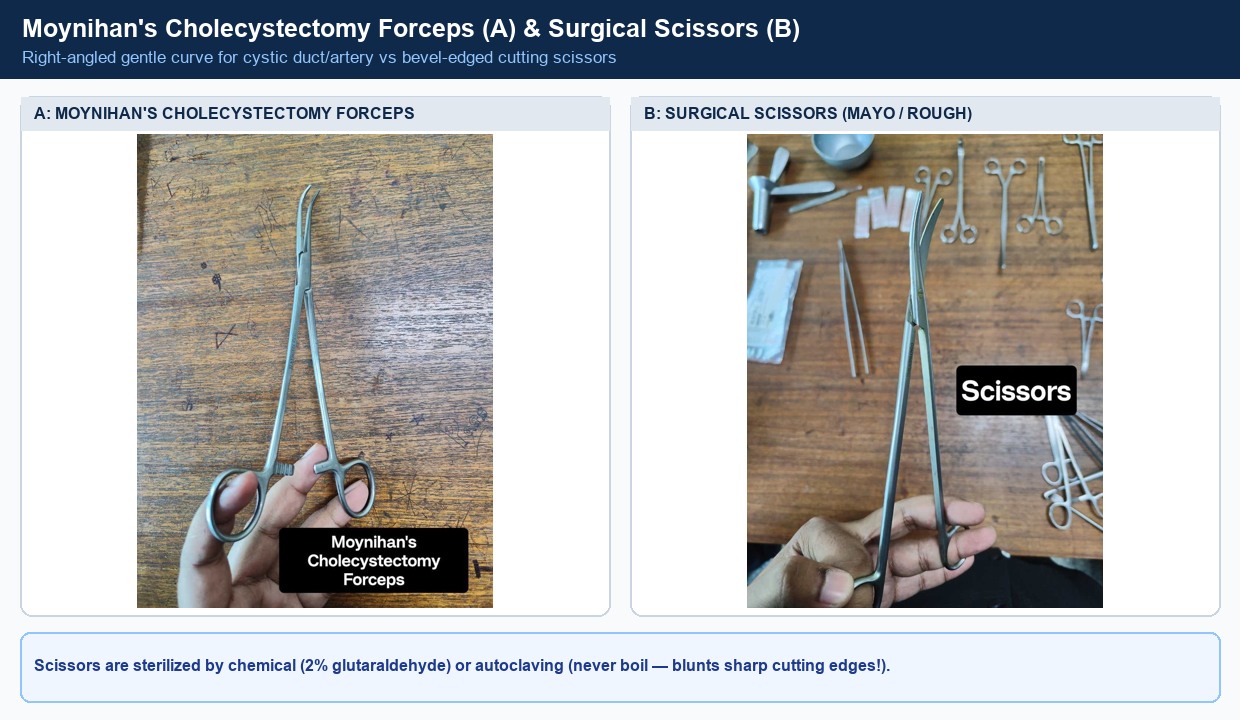 Moynihan's Cholecystectomy Forceps (A) & Surgical Scissors (B)
Right-angled gentle curve for cystic duct/artery vs bevel-edged cutting scissors
A: MOYNIHAN'S CHOLECYSTECTOMY FORCEPS
B: SURGICAL SCISSORS (MAYO / ROUGH)
Moynihan's
Cholecystectomy
Forceps
Scissors
Scissors are sterilized by chemical (2% glutaraldehyde) or autoclaving (never boil — blunts sharp cutting edges!).